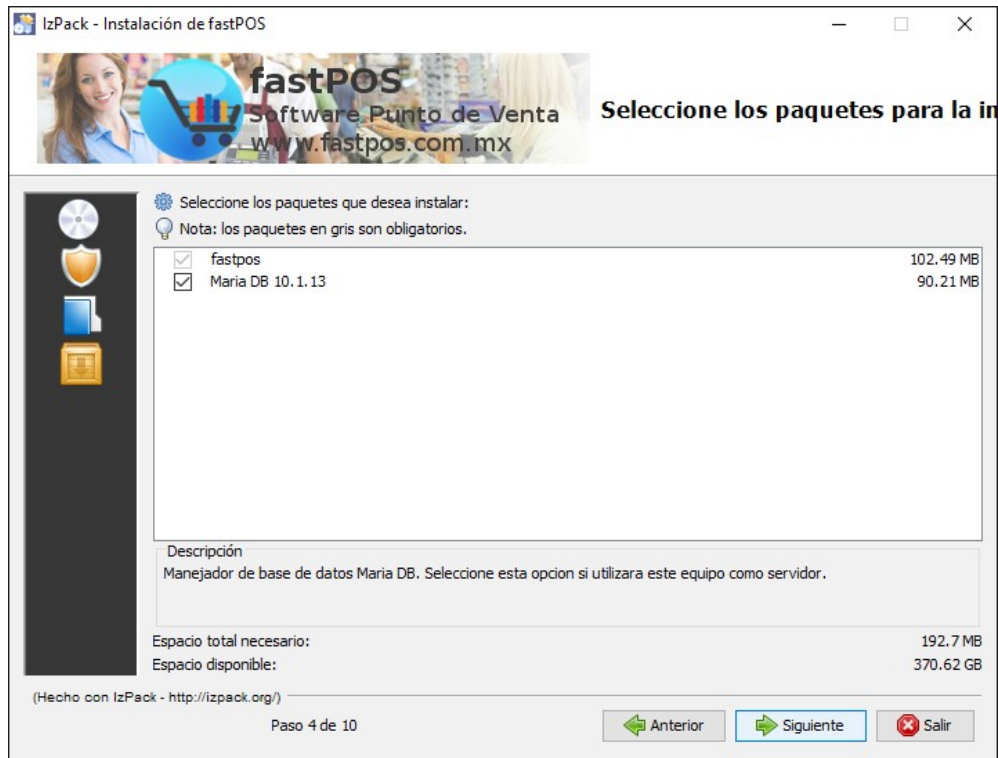 IzPack - Instalación de fastPOS
fastPOS
Software Punto de Venta
www.fastpos.com.mx
Seleccione los paquetes para la in
Seleccione los paquetes que desea instalar:
Nota: los paquetes en gris son obligatorios.
fastpos 102.49 MB
Maria DB 10.1.13 90.21 MB
Descripción
Manejador de base de datos Maria DB. Seleccione esta opcion si utilizara este equipo como servidor.
Espacio total necesario: 192.7 MB
Espacio disponible: 370.62 GB
(Hecho con IzPack - http://izpack.org/)
Paso 4 de 10 Anterior Siguiente Salir